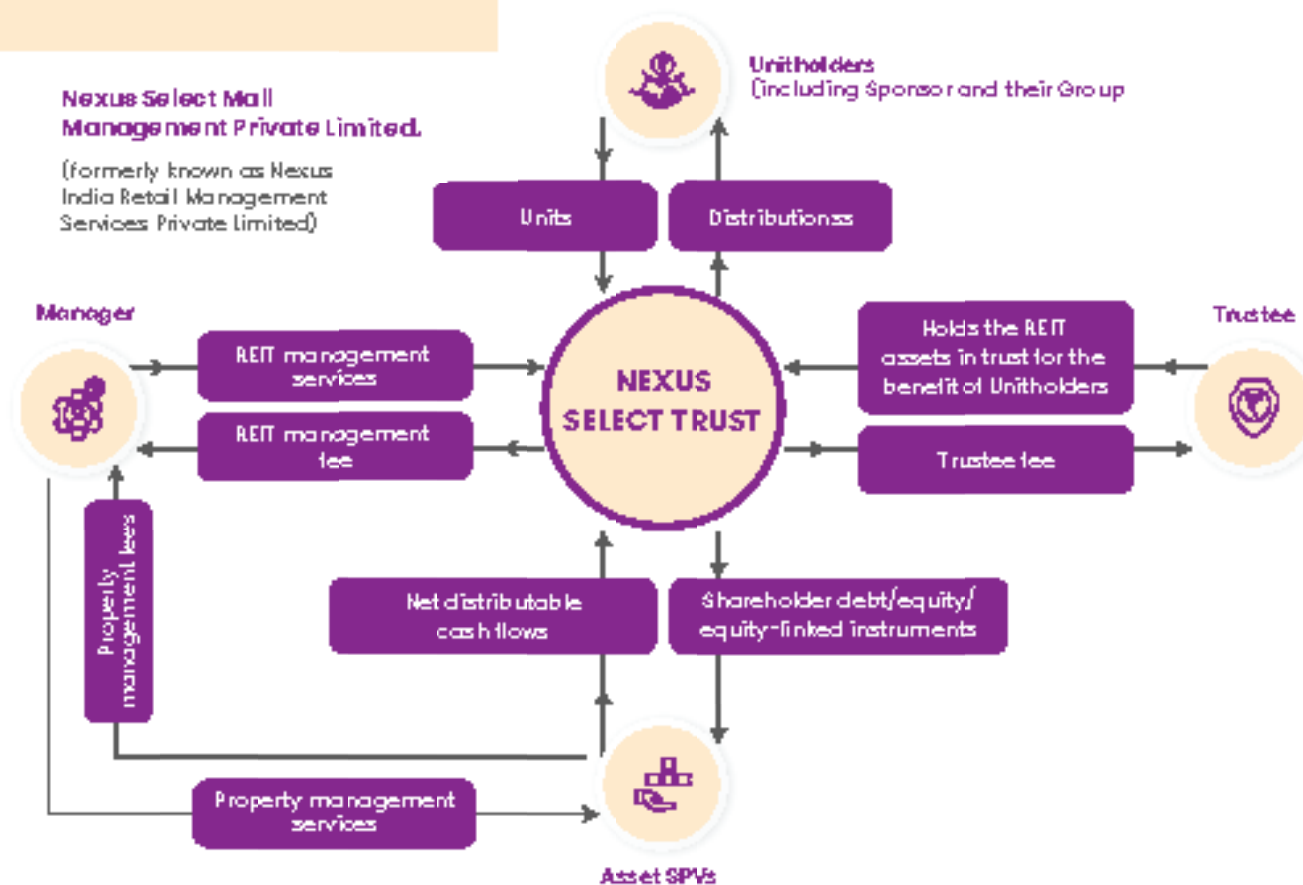 Nexus Select Mall
Management Private Limited.
(formerly known as Nexus
India Retail Management
Services Private Limited)
Unitholders
(including Sponsor and their Group
Units
Distributionss
Manager
REIT management
services
REIT management
fee
NEXUS
SELECT TRUST
Holds the REIT
assets in trust for the
benefit of Unitholders
Trustee
Trustee fee
Property
management fees
Net distributable
cash flows
Shareholder debt/equity/
equity-linked instruments
Property management
services
Asset SPVs